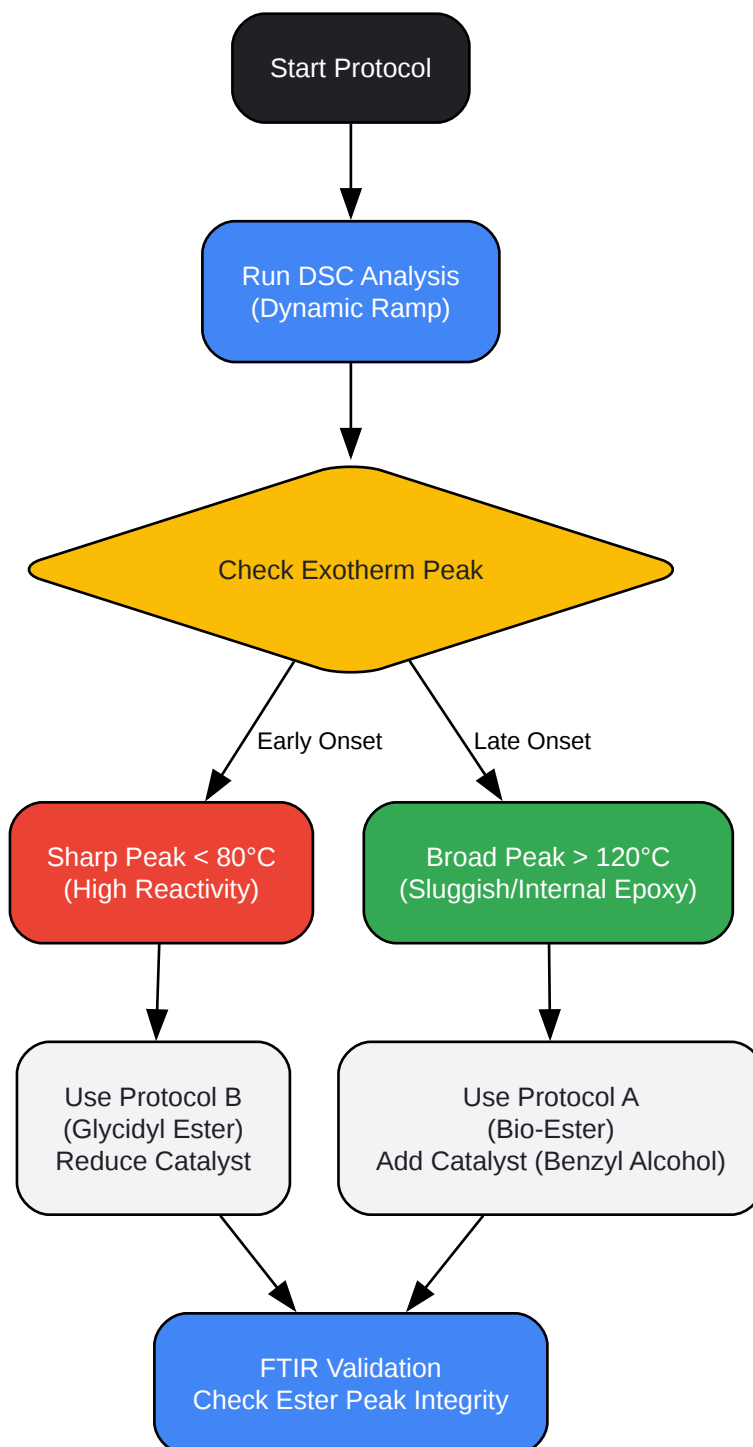 Start Protocol
Run DSC Analysis
(Dynamic Ramp)
Check Exotherm Peak
Early Onset
Late Onset
Sharp Peak < 80°C
(High Reactivity)
Broad Peak > 120°C
(Sluggish/Internal Epoxy)
Use Protocol B
(Glycidyl Ester)
Reduce Catalyst
Use Protocol A
(Bio-Ester)
Add Catalyst (Benzyl Alcohol)
FTIR Validation
Check Ester Peak Integrity